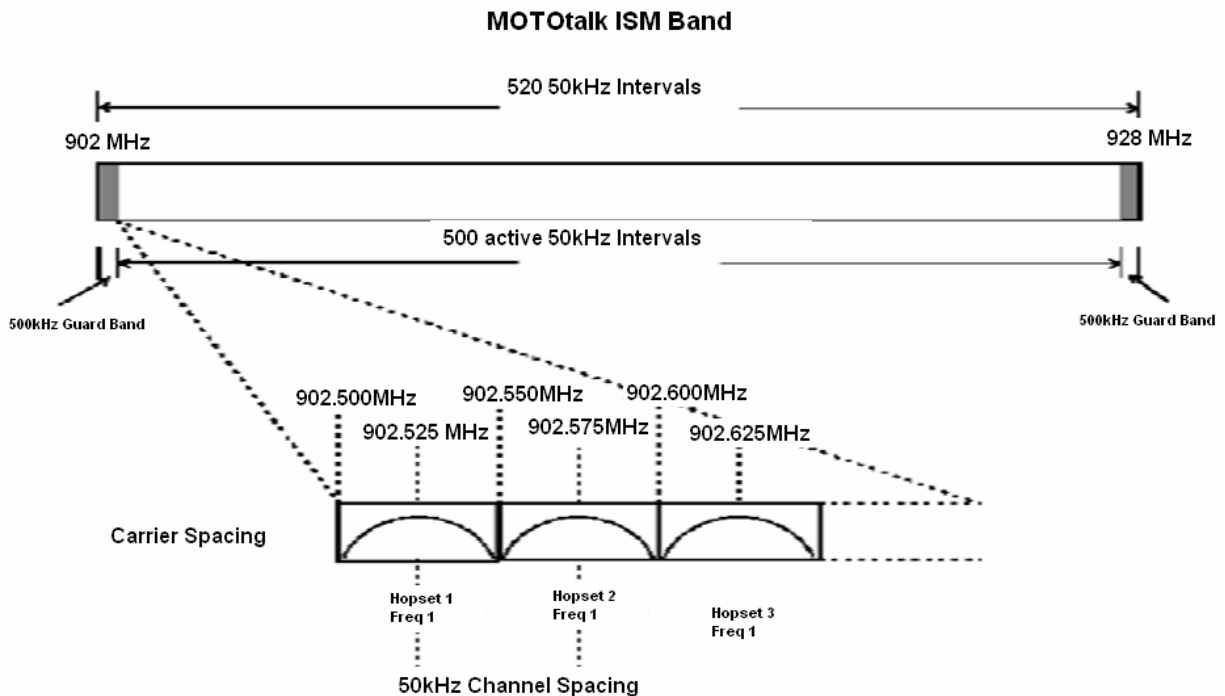 MOTOtalk ISM Band
520 50kHz Intervals
902 MHz
928 MHz
500 active 50kHz Intervals
500kHz Guard Band
500kHz Guard Band
902.500MHz
902.550MHz
902.600MHz
902.525 MHz
902.575MHz
902.625MHz
Carrier Spacing
Hopset 1
Freq 1
Hopset 2
Freq 1
Hopset 3
Freq 1
50kHz Channel Spacing